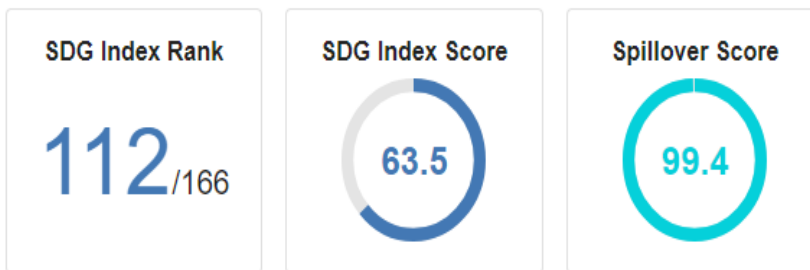 SDG Index Rank
112/166
SDG Index Score
63.5
Spillover Score
99.4